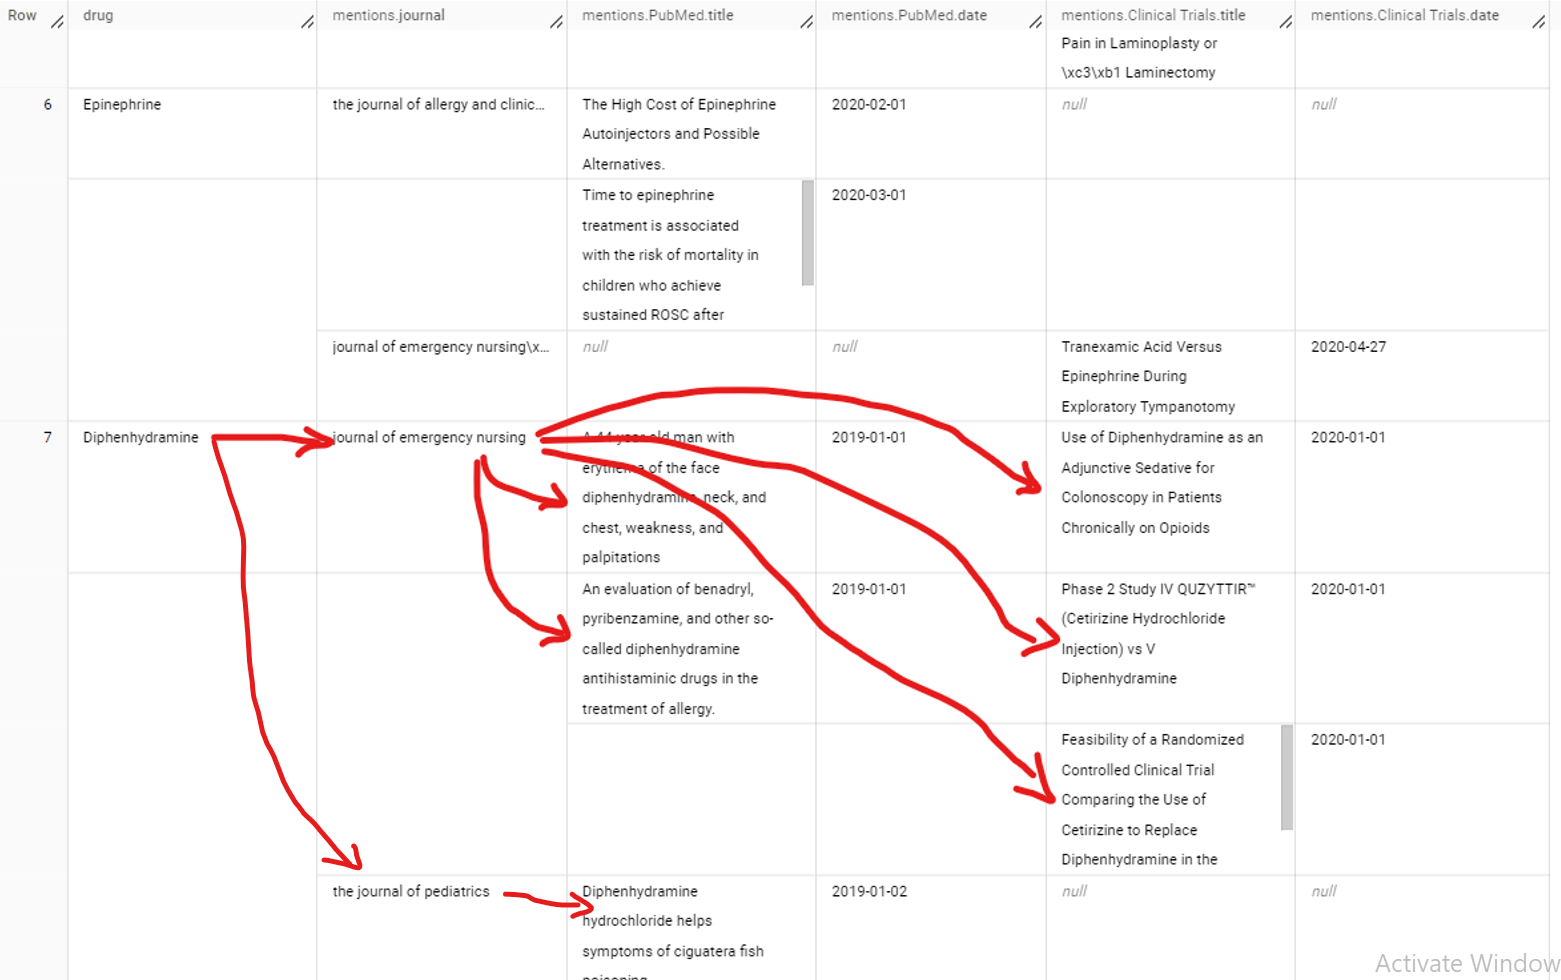 Row drug mentions.journal mentions.PubMed.title mentions.PubMed.date mentions.Clinical Trials.title mentions.Clinical Trials.date
Pain in Laminoplasty or
\xc3\xb1 Laminectomy
6 Epinephrine the journal of allergy and clinic... The High Cost of Epinephrine 2020-02-01 null null
Autoinjectors and Possible
Alternatives.
Time to epinephrine 2020-03-01
treatment is associated
with the risk of mortality in
children who achieve
sustained ROSC after
journal of emergency nursing\x... null null Tranexamic Acid Versus 2020-04-27
Epinephrine During
Exploratory Tympanotomy
7 Diphenhydramine journal of emergency nursing A 44-year-old man with 2019-01-01 Use of Diphenhydramine as an 2020-01-01
erythema of the face Adjunctive Sedative for
diphenhydramine, neck, and Colonoscopy in Patients
chest, weakness, and Chronically on Opioids
palpitations
An evaluation of benadryl, 2019-01-01 Phase 2 Study IV QUZYTTIR™ 2020-01-01
pyribenzamine, and other so- (Cetirizine Hydrochloride
called diphenhydramine Injection) vs V
antihistaminic drugs in the Diphenhydramine
treatment of allergy.
Feasibility of a Randomized 2020-01-01
Controlled Clinical Trial
Comparing the Use of
Cetirizine to Replace
Diphenhydramine in the
the journal of pediatrics Diphenhydramine 2019-01-02 null null
hydrochloride helps
symptoms of ciguatera fish
poisoning
Activate Window